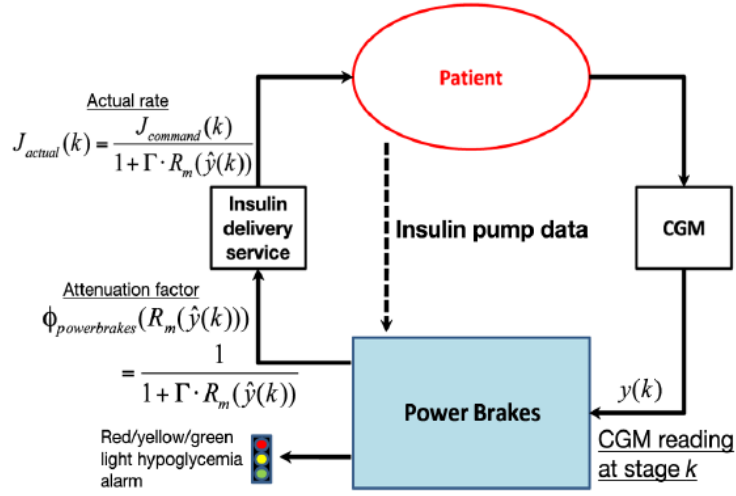 Patient
Actual rate
J_actual(k) = J_command(k) / 1 + Γ · R_m(ŷ(k))
Insulin
delivery
service
Insulin pump data
CGM
Attenuation factor
ϕ_powerbrakes(R_m(ŷ(k)))
= 1 / 1 + Γ · R_m(ŷ(k))
Power Brakes
y(k)
CGM reading
at stage k
Red/yellow/green
light hypoglycemia
alarm